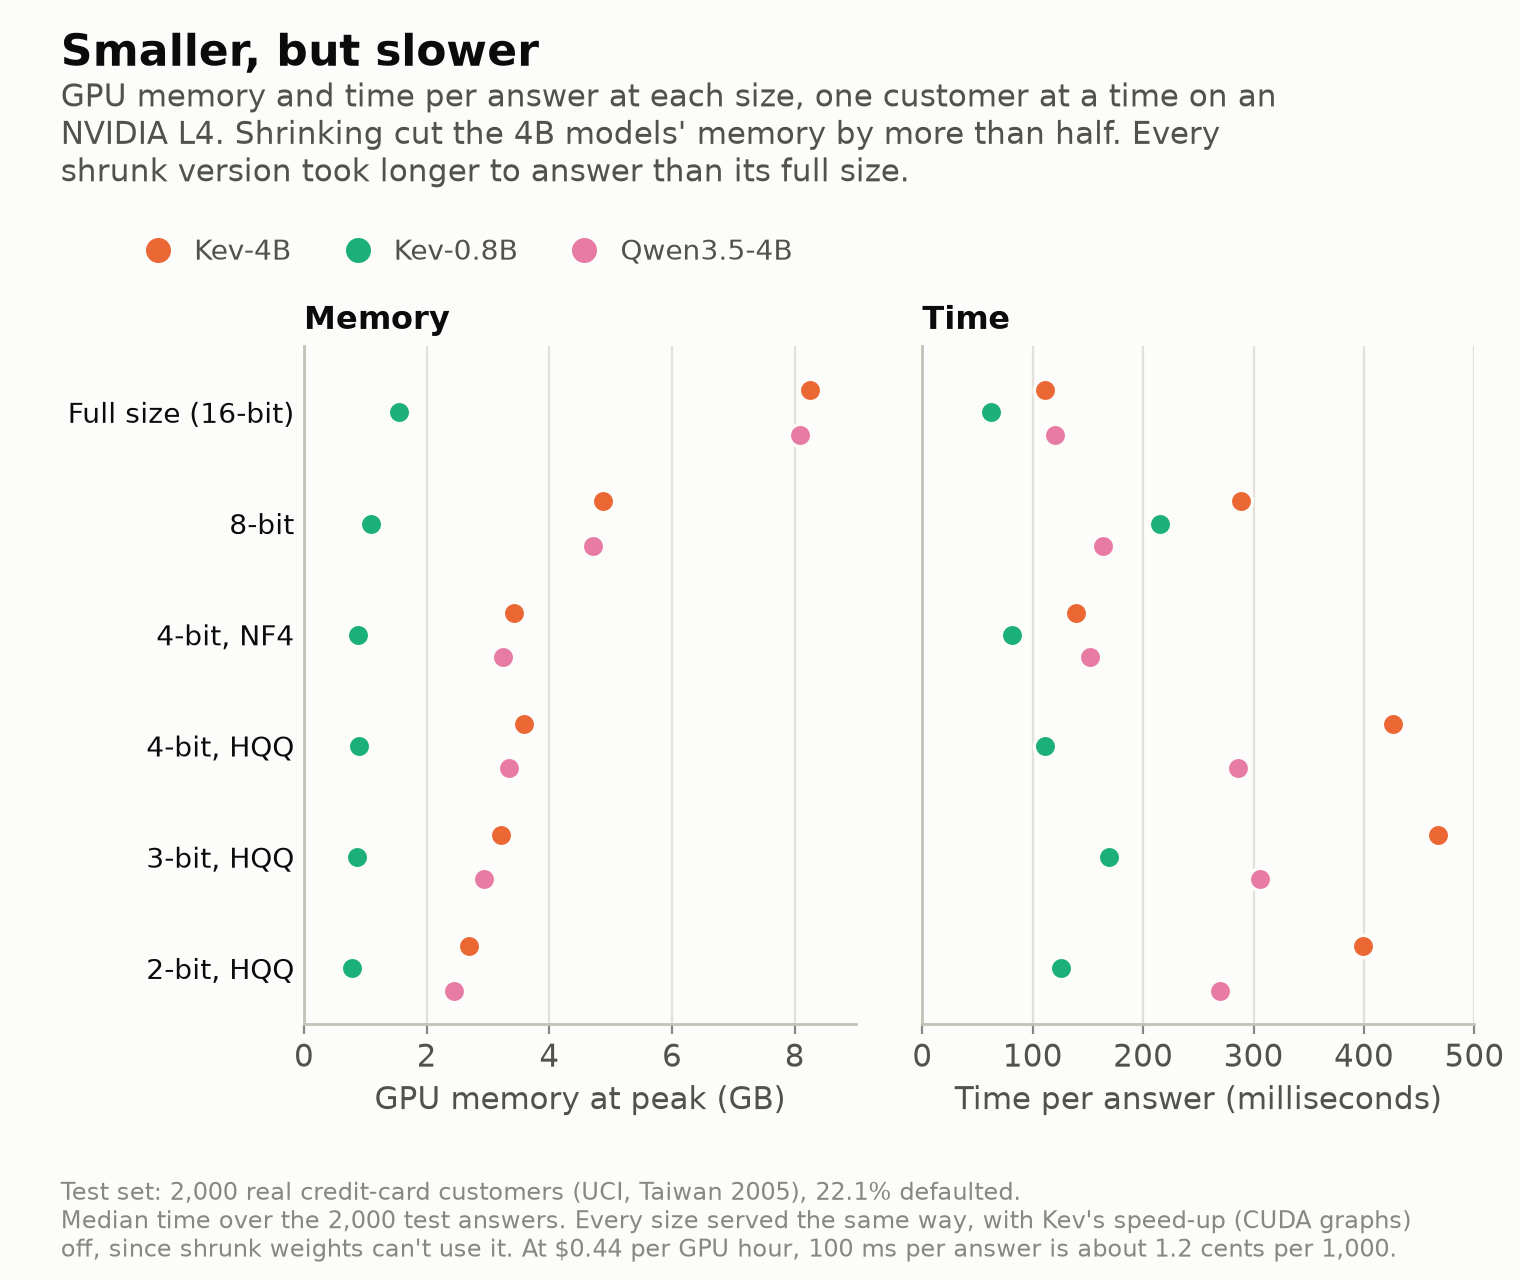 Smaller, but slower
GPU memory and time per answer at each size, one customer at a time on an
NVIDIA L4. Shrinking cut the 4B models' memory by more than half. Every
shrunk version took longer to answer than its full size.
Kev-4B
Kev-0.8B
Qwen3.5-4B
Memory
Time
Full size (16-bit)
8-bit
4-bit, NF4
4-bit, HQQ
3-bit, HQQ
2-bit, HQQ
0 2 4 6 8
0 100 200 300 400 500
GPU memory at peak (GB)
Time per answer (milliseconds)
Test set: 2,000 real credit-card customers (UCI, Taiwan 2005), 22.1% defaulted.
Median time over the 2,000 test answers. Every size served the same way, with Kev's speed-up (CUDA graphs)
off, since shrunk weights can't use it. At $0.44 per GPU hour, 100 ms per answer is about 1.2 cents per 1,000.